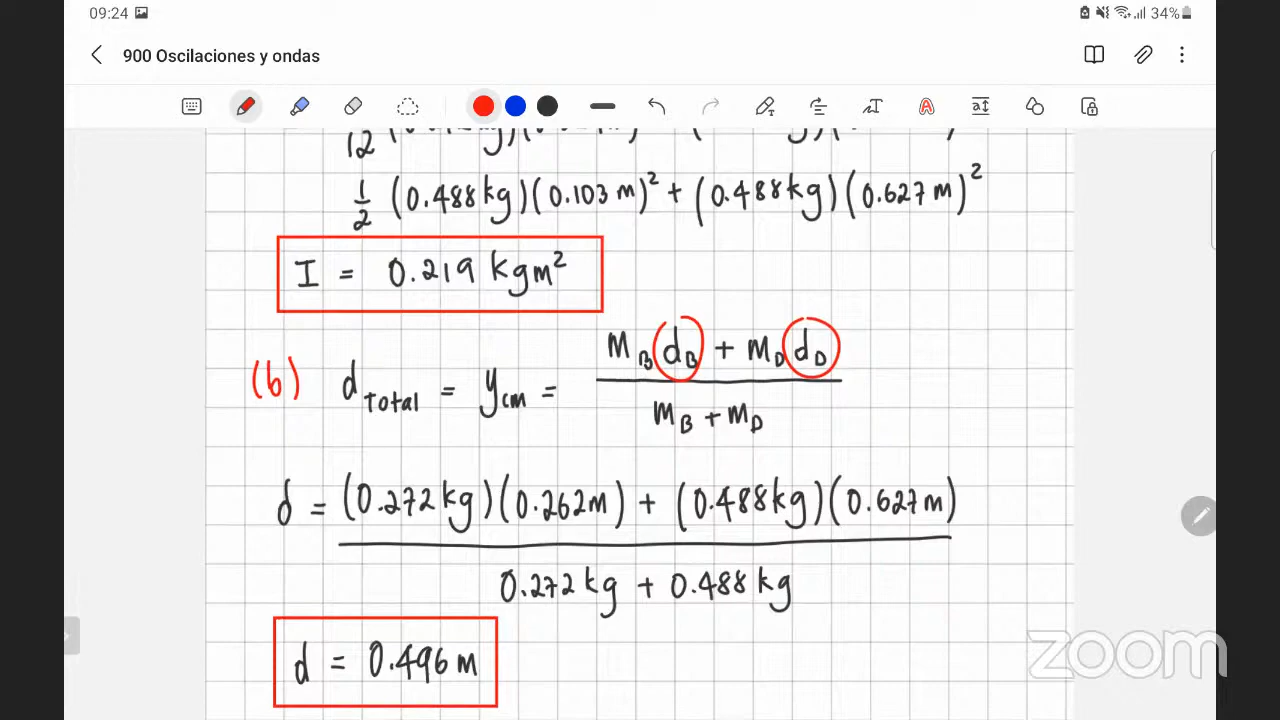 09:24 34%
900 Oscilaciones y ondas
12
1/2 (0.488 kg)(0.103 m)² + (0.488 kg)(0.627 m)²
I = 0.219 kgm²
(b) d_Total = y_cm = (m_B d_B + m_D d_D) / (m_B + m_D)
d = (0.272 kg)(0.262 m) + (0.488 kg)(0.627 m)
0.272 kg + 0.488 kg
d = 0.496 m
zoom